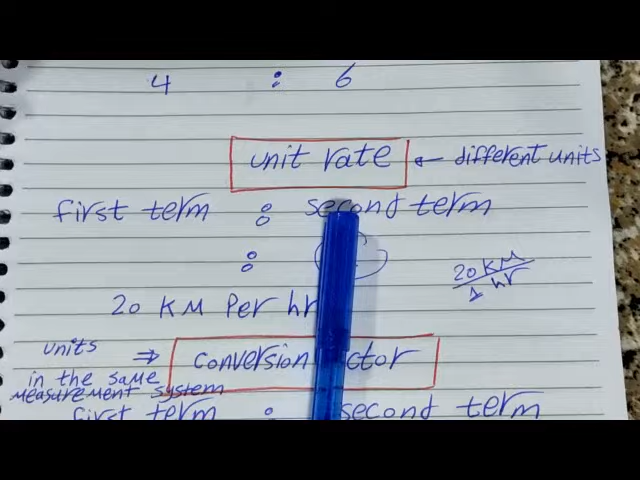 4 : 6
unit rate ← different units
first term : second term
:
20 KM Per hr
20 KM
1 hr
units ⇒ conversion
in the same
measurement system
first term : second term